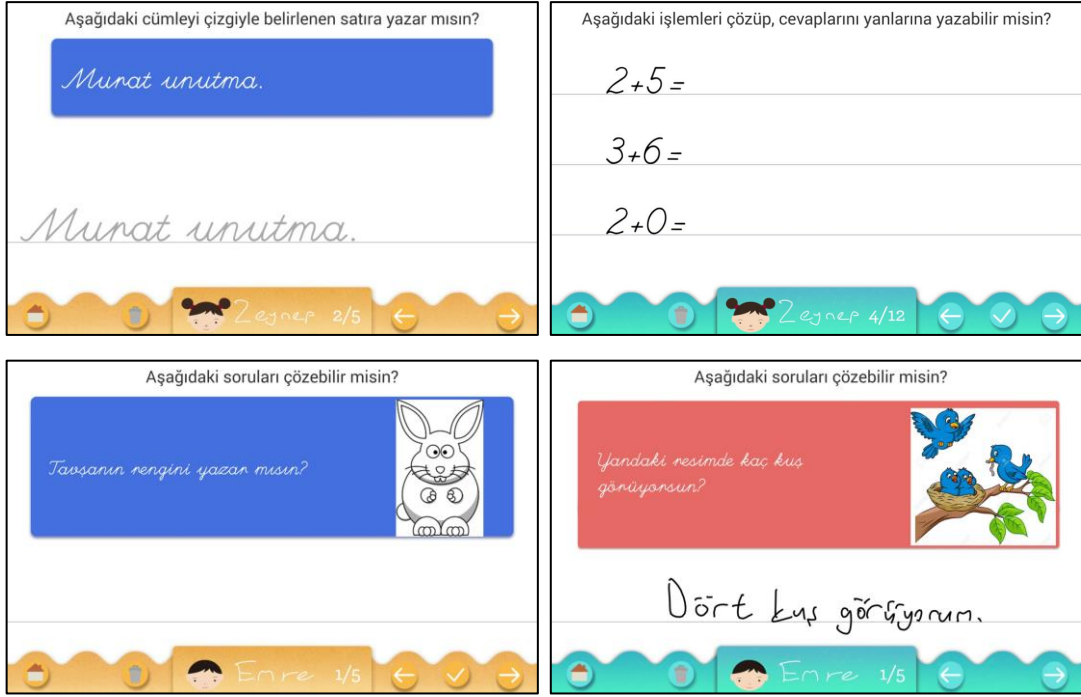 Aşağıdaki cümleyi çizgiyle belirlenen satıra yazar mısın?
Murat unutma.
Murat unutma.
Zeynep 2/5
Aşağıdaki işlemleri çözüp, cevaplarını yanlarına yazabilir misin?
2+5=
3+6=
2+0=
Zeynep 4/12
Aşağıdaki soruları çözebilir misin?
Tavşanın rengini yazar mısın?
Emre 1/5
Aşağıdaki soruları çözebilir misin?
Yandaki resimde kaç kuş
görüyorsun?
Dört kuş görüyorum.
Emre 1/5